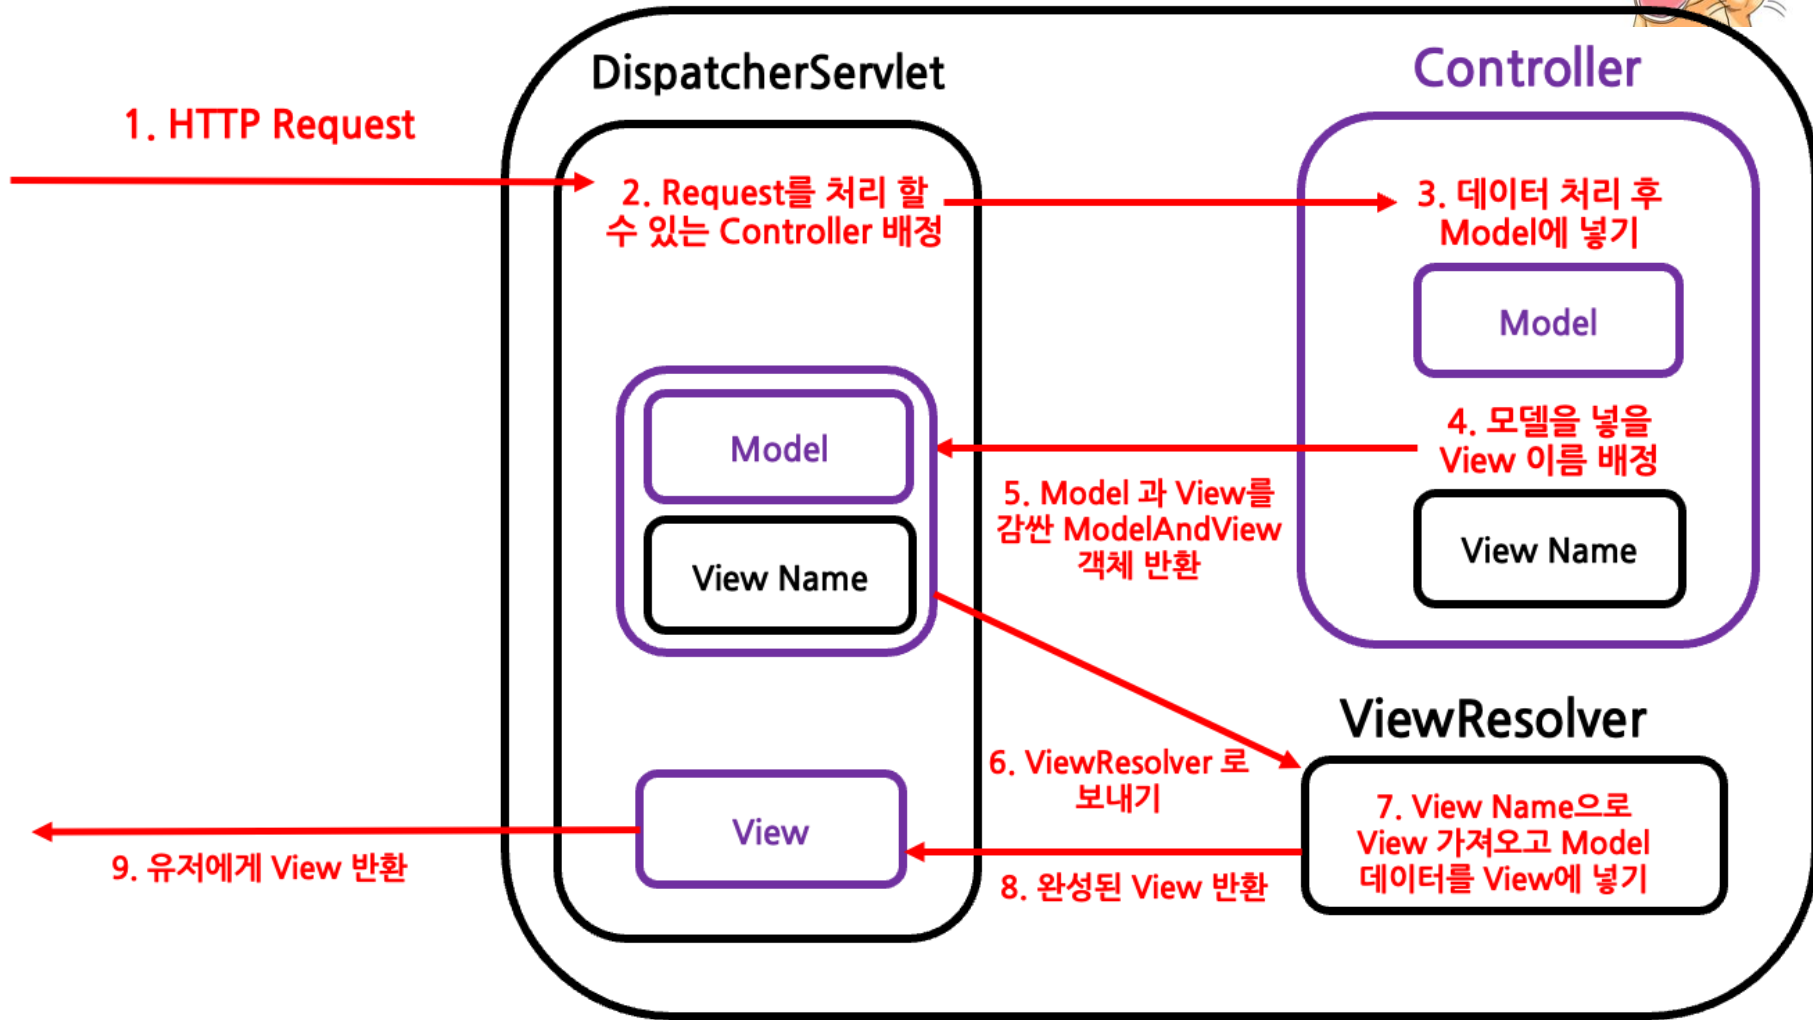 DispatcherServlet
Controller
1. HTTP Request
2. Request를 처리 할
수 있는 Controller 배정
3. 데이터 처리 후
Model에 넣기
Model
4. 모델을 넣을
View 이름 배정
View Name
5. Model 과 View를
감싼 ModelAndView
객체 반환
Model
View Name
6. ViewResolver 로
보내기
ViewResolver
7. View Name으로
View 가져오고 Model
데이터를 View에 넣기
8. 완성된 View 반환
View
9. 유저에게 View 반환